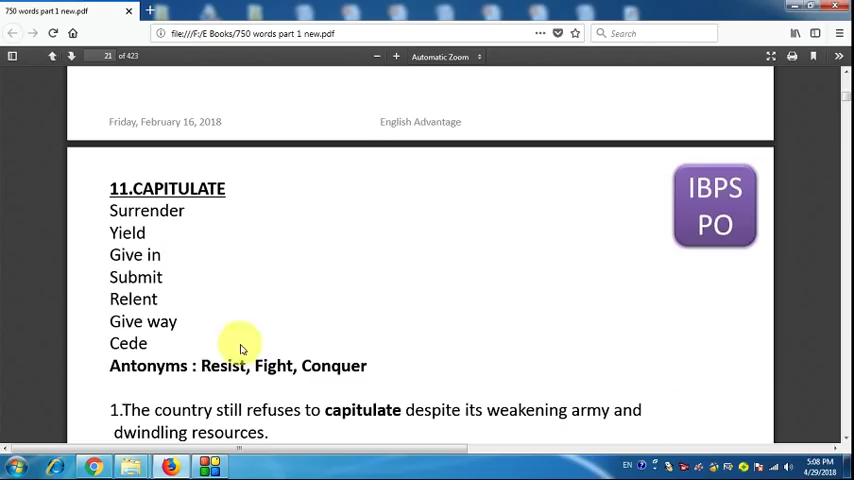 750 words part 1 new.pdf
file:///F:/E Books/750 words part 1 new.pdf
Search
21 of 423
Automatic Zoom
Friday, February 16, 2018 English Advantage
11.CAPITULATE
IBPS
PO
Surrender
Yield
Give in
Submit
Relent
Give way
Cede
Antonyms : Resist, Fight, Conquer
1.The country still refuses to capitulate despite its weakening army and
dwindling resources.
EN
5:08 PM
4/29/2018